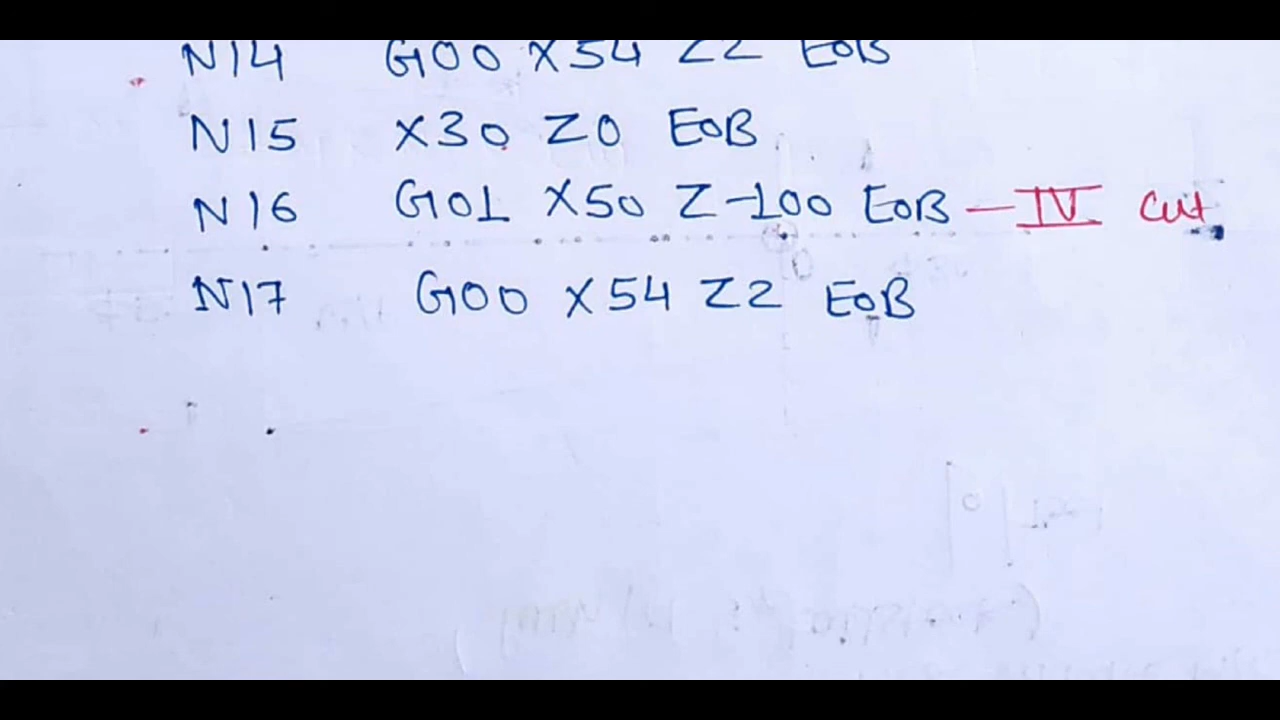 N14 G00 X54 Z2 EOB
N15 X30 Z0 EOB
N16 G01 X50 Z-100 EOB — IV cut
N17 G00 X54 Z2 EOB